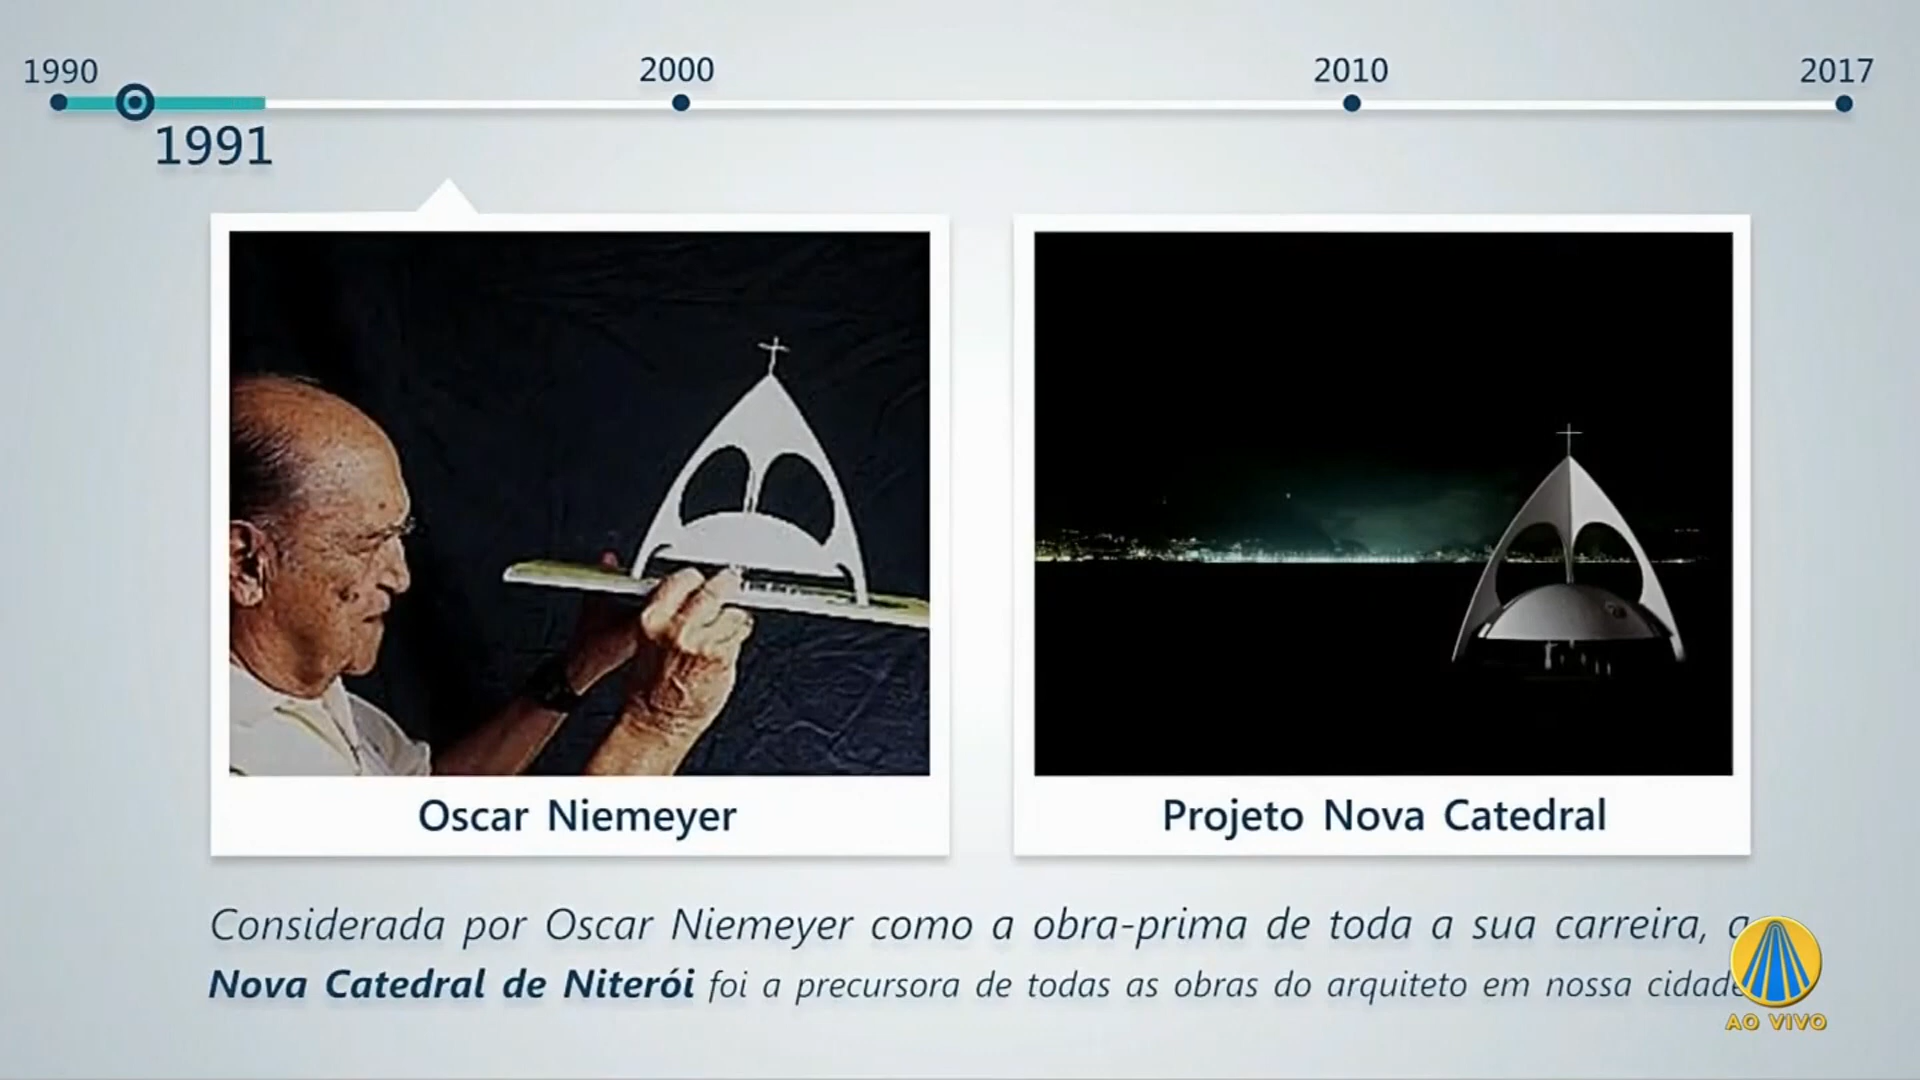 1990
2000
2010
2017
1991
Oscar Niemeyer
Projeto Nova Catedral
Considerada por Oscar Niemeyer como a obra-prima de toda a sua carreira, a
Nova Catedral de Niterói foi a precursora de todas as obras do arquiteto em nossa cidade
AO VIVO